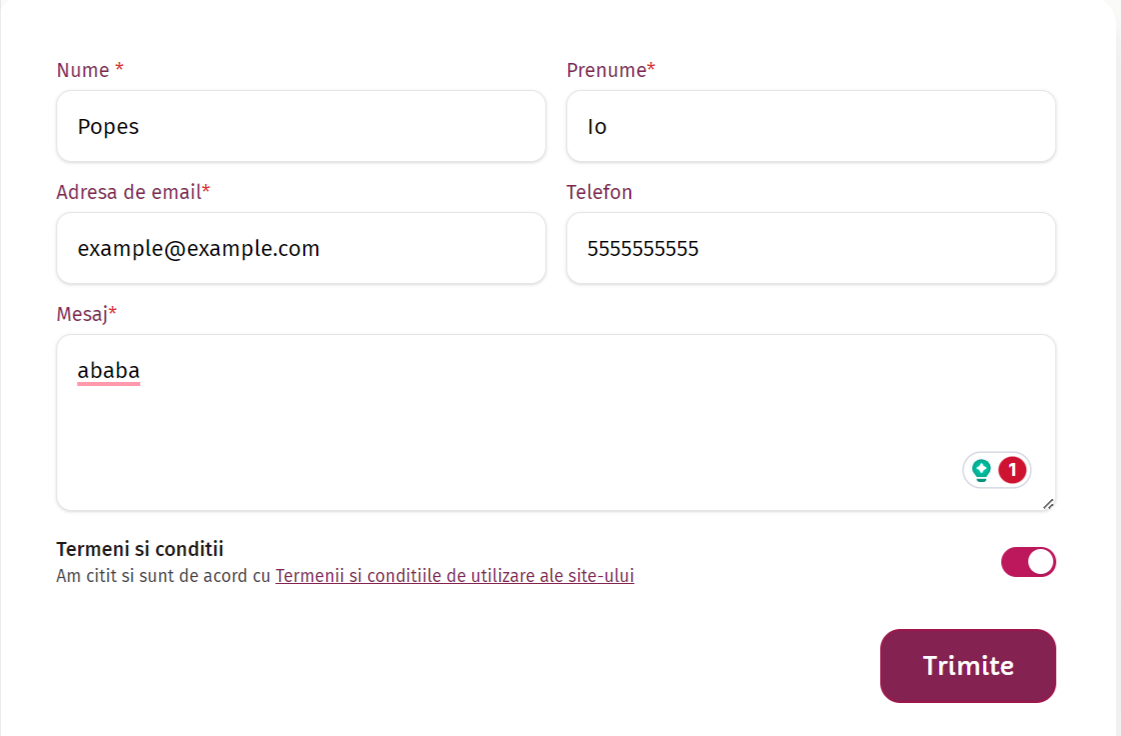 Nume *
Prenume*
Popes
Io
Adresa de email*
Telefon
example@example.com
5555555555
Mesaj*
ababa
1
Termeni si conditii
Am citit si sunt de acord cu Termenii si conditiile de utilizare ale site-ului
Trimite